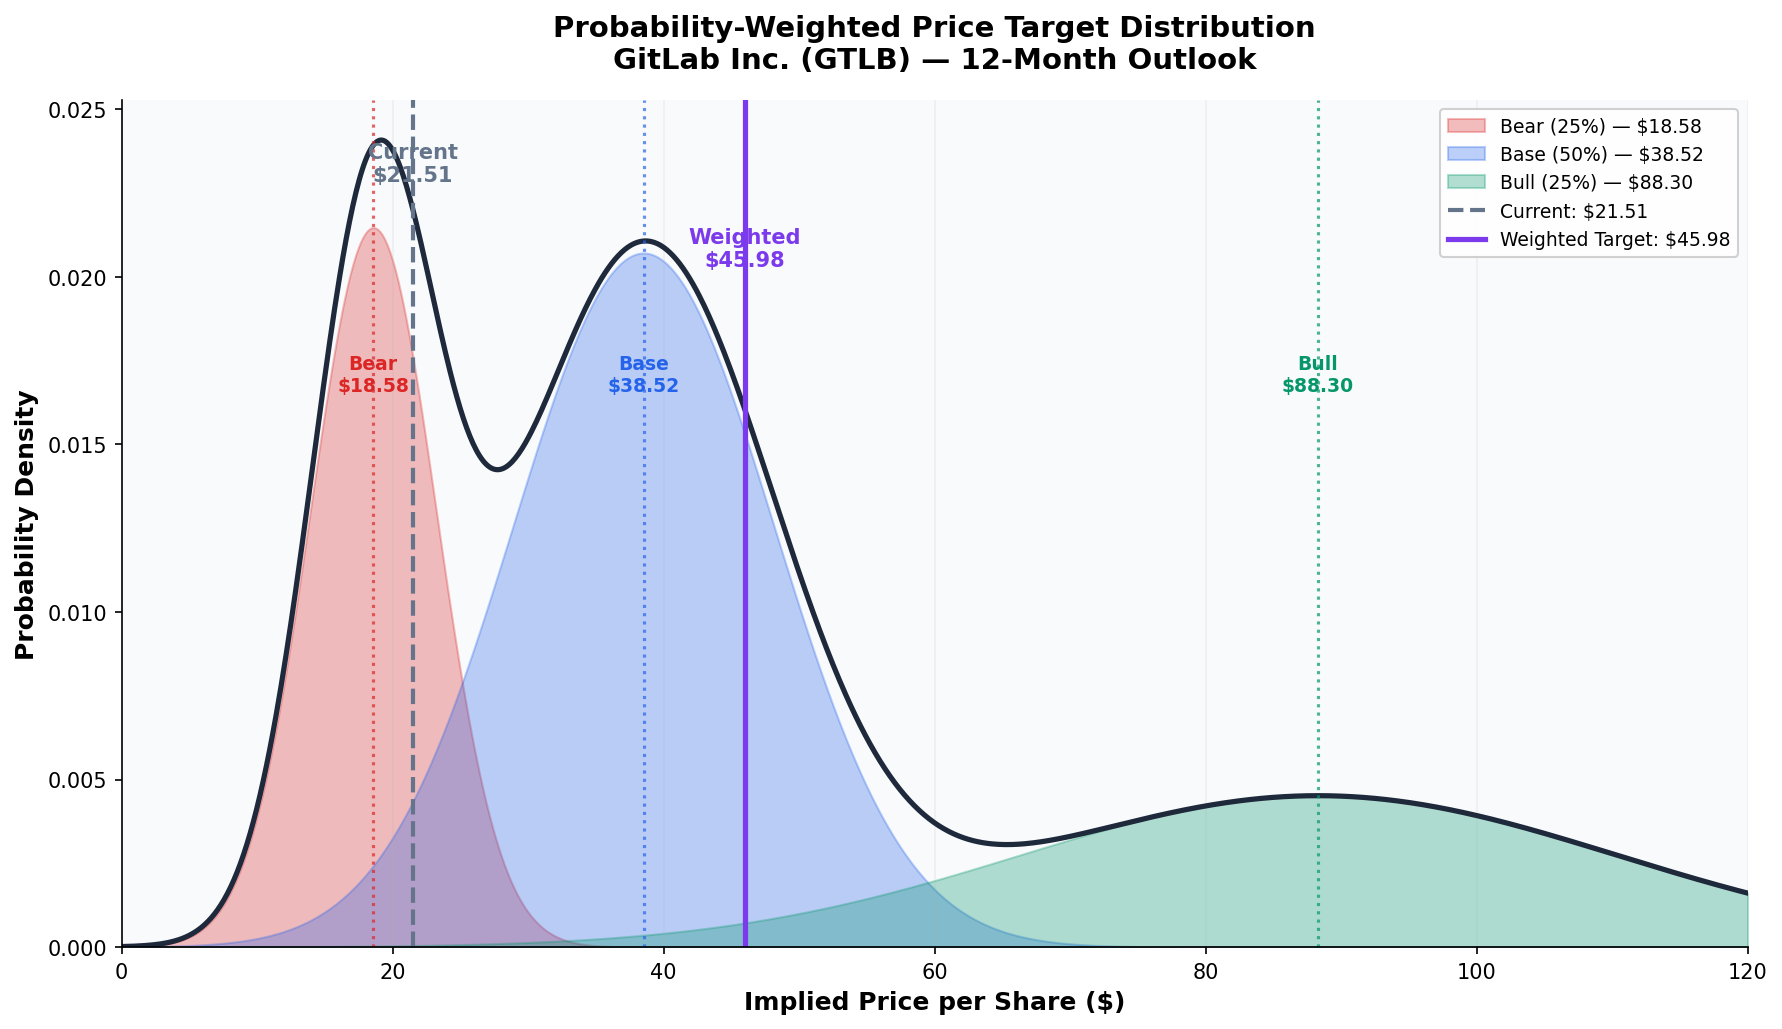 Probability-Weighted Price Target Distribution
GitLab Inc. (GTLB) — 12-Month Outlook
Probability Density
0.025
0.020
0.015
0.010
0.005
0.000
Current
$21.51
Weighted
$45.98
Bear
$18.58
Base
$38.52
Bull
$88.30
Bear (25%) — $18.58
Base (50%) — $38.52
Bull (25%) — $88.30
Current: $21.51
Weighted Target: $45.98
0 20 40 60 80 100 120
Implied Price per Share ($)